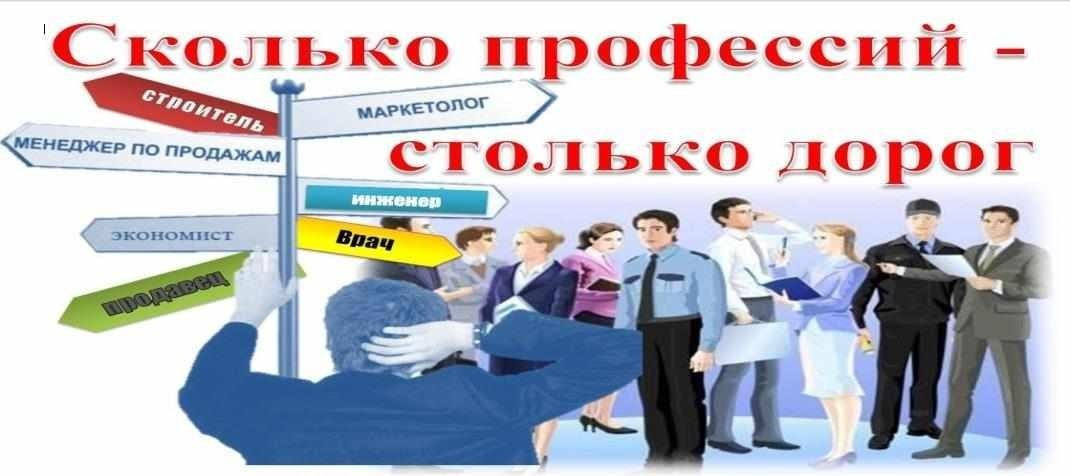 Сколько профессий -
столько дорог
строитель
МАРКЕТОЛОГ
МЕНЕДЖЕР ПО ПРОДАЖАМ
инженер
ЭКОНОМИСТ
Врач
продавец